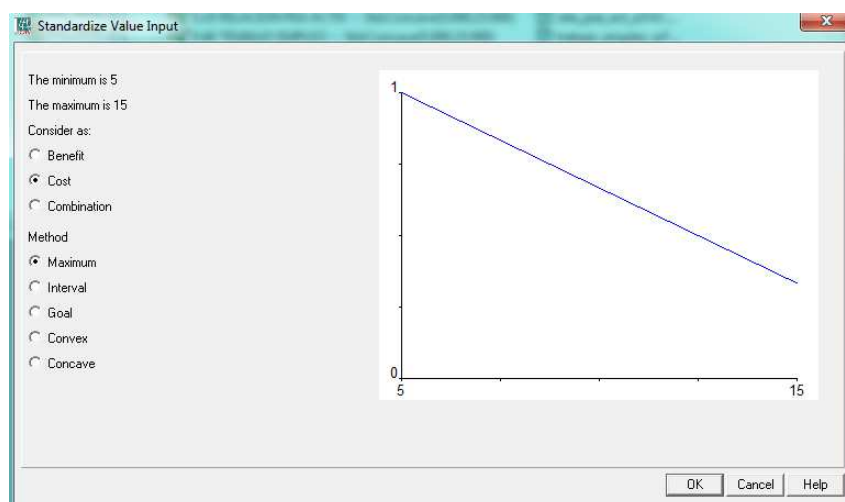 Standardize Value Input
The minimum is 5
The maximum is 15
Consider as:
Benefit
Cost
Combination
Method
Maximum
Interval
Goal
Convex
Concave
1
0
5
15
OK
Cancel
Help